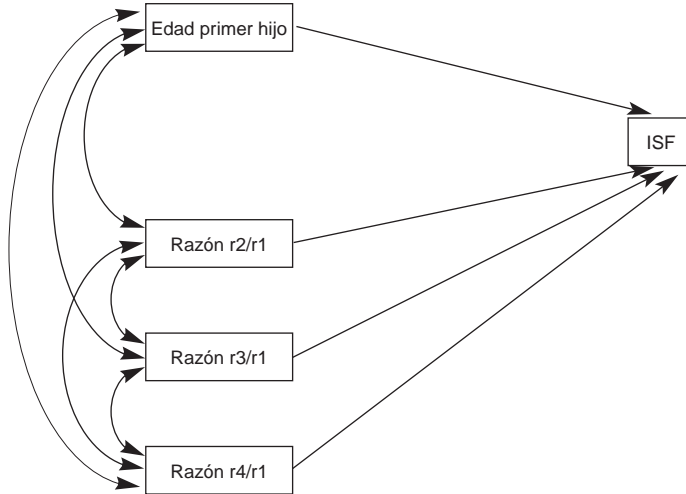 Edad primer hijo
ISF
Razón r2/r1
Razón r3/r1
Razón r4/r1